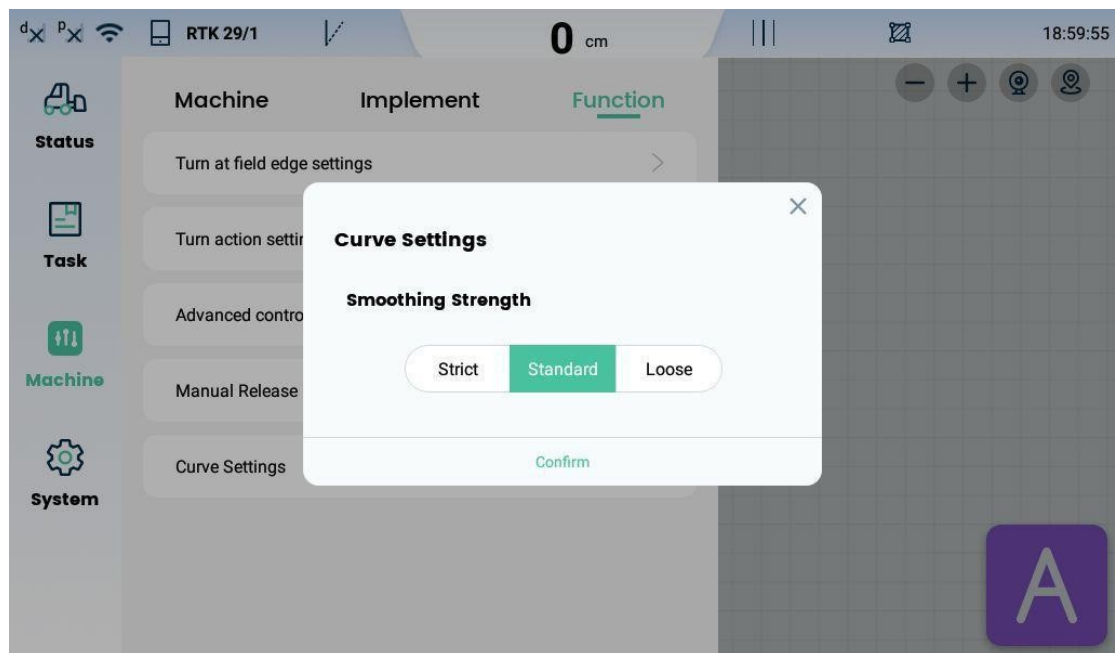 d P RTK 29/1 0 cm 18:59:55
Status
Task
Machine
System
Machine Implement Function
Turn at field edge settings
Turn action settin
Advanced contro
Manual Release
Curve Settings
Curve Settings
Smoothing Strength
Strict Standard Loose
Confirm
A